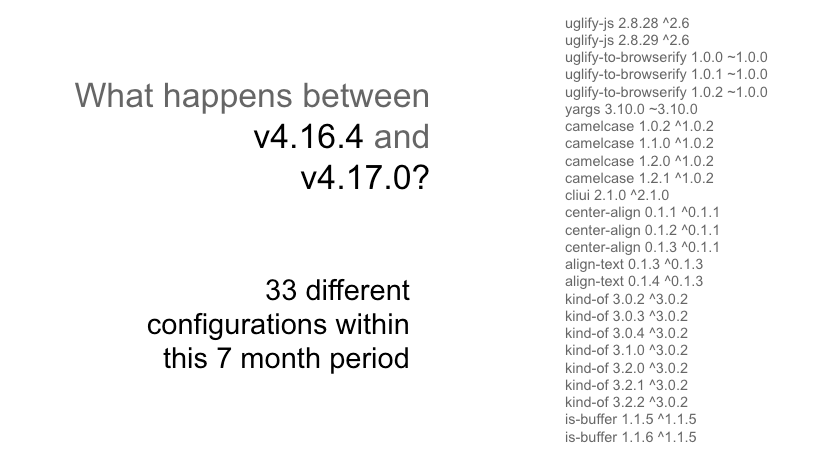 What happens between
v4.16.4 and
v4.17.0?
33 different
configurations within
this 7 month period
uglify-js 2.8.28 ^2.6
uglify-js 2.8.29 ^2.6
uglify-to-browserify 1.0.0 ~1.0.0
uglify-to-browserify 1.0.1 ~1.0.0
uglify-to-browserify 1.0.2 ~1.0.0
yargs 3.10.0 ~3.10.0
camelcase 1.0.2 ^1.0.2
camelcase 1.1.0 ^1.0.2
camelcase 1.2.0 ^1.0.2
camelcase 1.2.1 ^1.0.2
cliui 2.1.0 ^2.1.0
center-align 0.1.1 ^0.1.1
center-align 0.1.2 ^0.1.1
center-align 0.1.3 ^0.1.1
align-text 0.1.3 ^0.1.3
align-text 0.1.4 ^0.1.3
kind-of 3.0.2 ^3.0.2
kind-of 3.0.3 ^3.0.2
kind-of 3.0.4 ^3.0.2
kind-of 3.1.0 ^3.0.2
kind-of 3.2.0 ^3.0.2
kind-of 3.2.1 ^3.0.2
kind-of 3.2.2 ^3.0.2
is-buffer 1.1.5 ^1.1.5
is-buffer 1.1.6 ^1.1.5